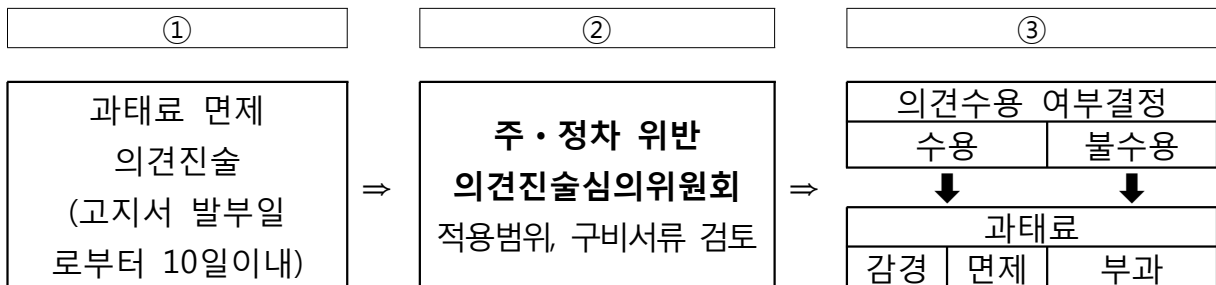 ①
②
③
과태료 면제
의견진술
(고지서 발부일
로부터 10일이내)
⇒
주·정차 위반
의견진술심의위원회
적용범위, 구비서류 검토
⇒
의견수용 여부결정
수용 불수용
과태료
감경 면제 부과